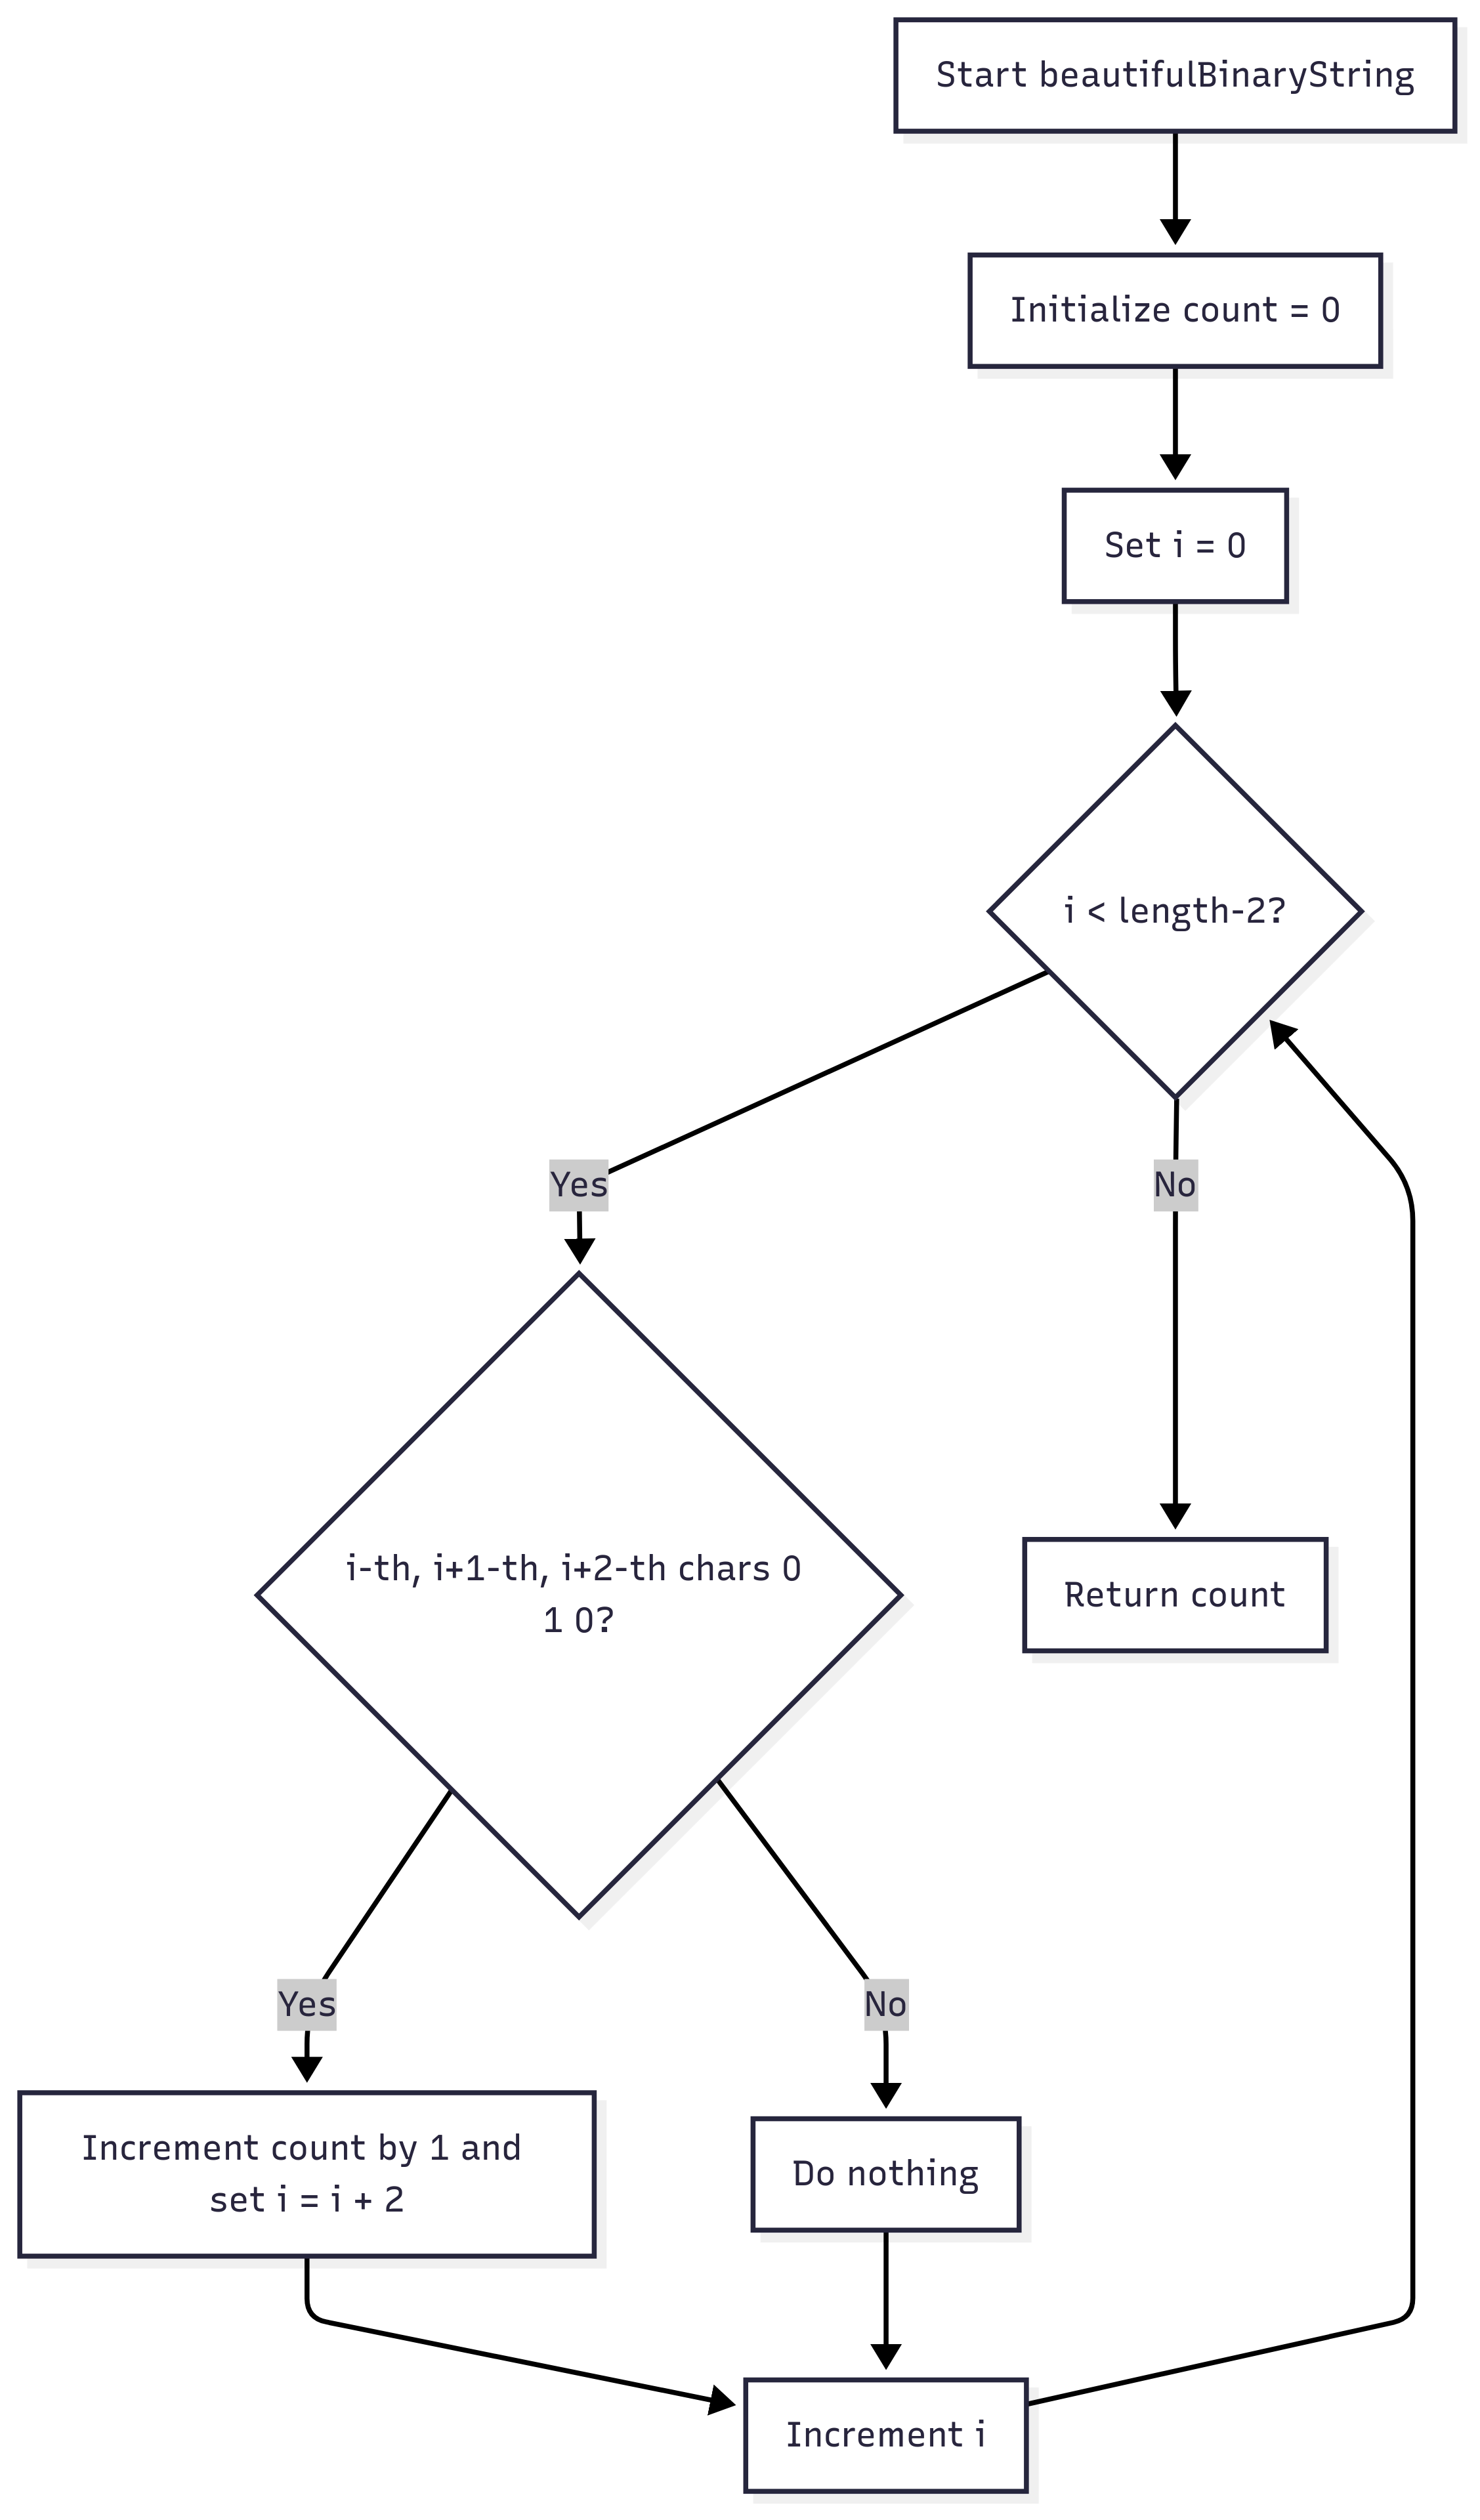 Start beautifulBinaryString
Initialize count = 0
Set i = 0
i < length-2?
Yes
No
i-th, i+1-th, i+2-th chars 0
1 0?
Return count
Yes
No
Increment count by 1 and
set i = i + 2
Do nothing
Increment i